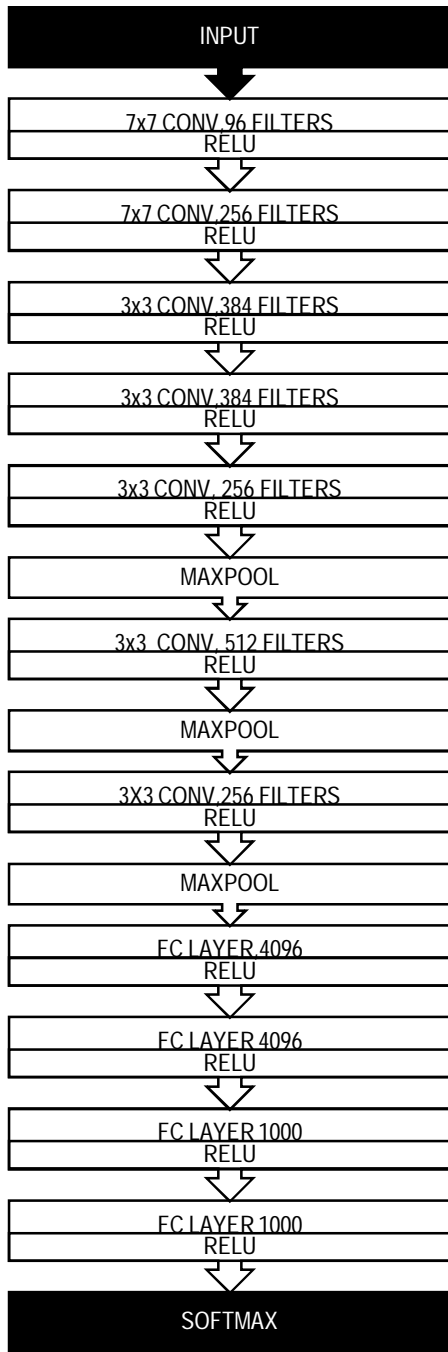 INPUT
7x7 CONV,96 FILTERS
RELU
7x7 CONV,256 FILTERS
RELU
3x3 CONV,384 FILTERS
RELU
3x3 CONV,384 FILTERS
RELU
3x3 CONV, 256 FILTERS
RELU
MAXPOOL
3x3 CONV, 512 FILTERS
RELU
MAXPOOL
3X3 CONV,256 FILTERS
RELU
MAXPOOL
FC LAYER,4096
RELU
FC LAYER 4096
RELU
FC LAYER 1000
RELU
FC LAYER 1000
RELU
SOFTMAX